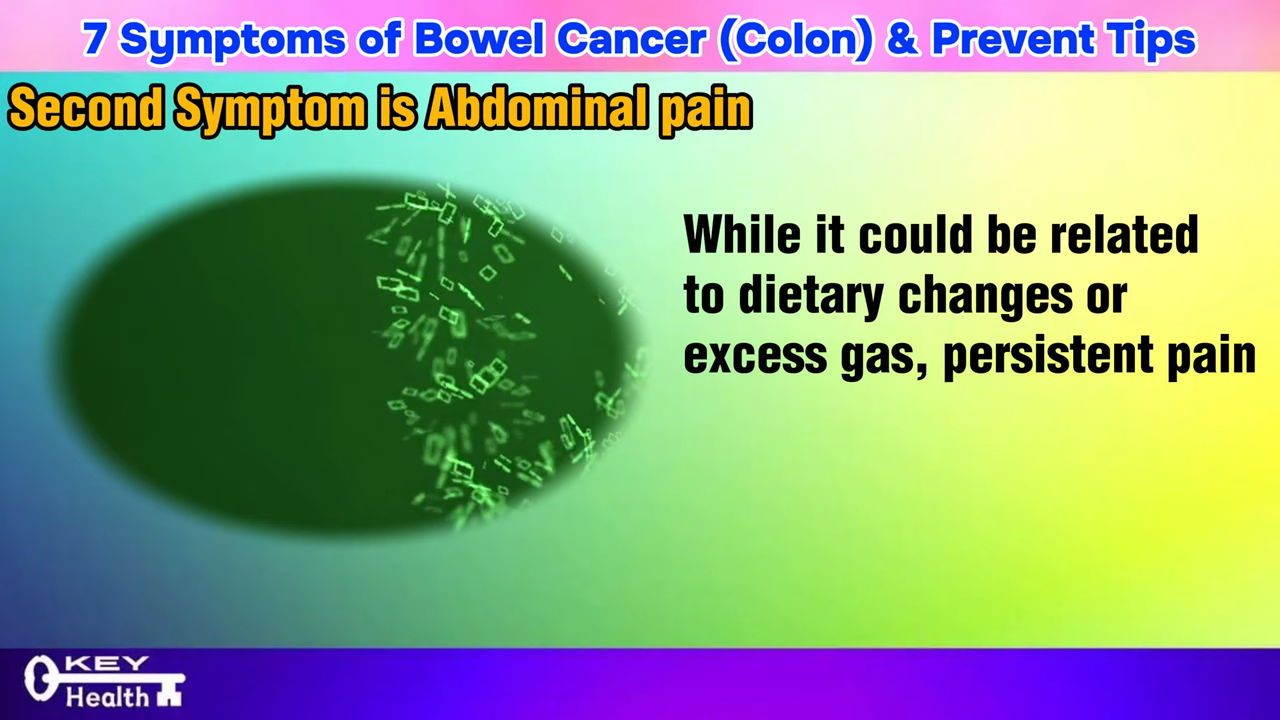 7 Symptoms of Bowel Cancer (Colon) & Prevent Tips
Second Symptom is Abdominal pain
While it could be related
to dietary changes or
excess gas, persistent pain
KEY
Health